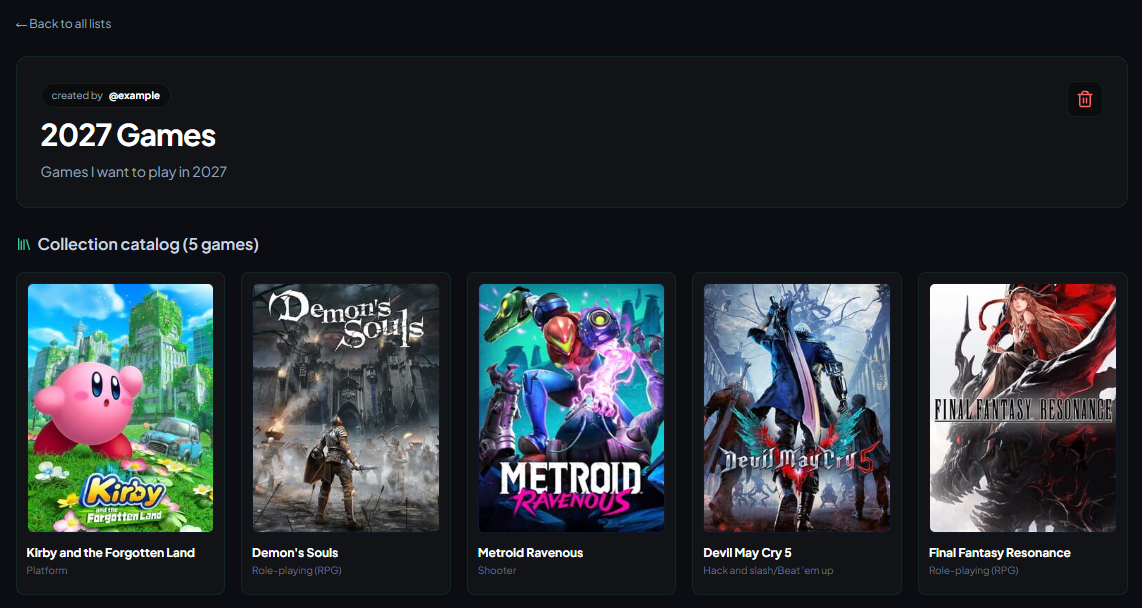 ← Back to all lists
created by @example
2027 Games
Games I want to play in 2027
Collection catalog (5 games)
Kirby
and the
Forgotten Land
Demon's
Souls
METROID
RAVENOUS
Devil May Cry 5
FINAL FANTASY RESONANCE
Kirby and the Forgotten Land
Platform
Demon's Souls
Role-playing (RPG)
Metroid Ravenous
Shooter
Devil May Cry 5
Hack and slash/Beat 'em up
Final Fantasy Resonance
Role-playing (RPG)